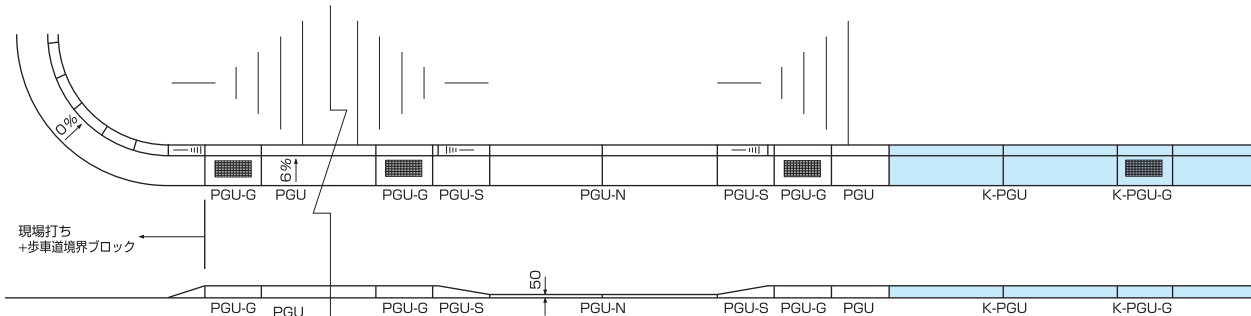 0%
6%
PGU-G
PGU
PGU-G
PGU-S
PGU-N
PGU-S
PGU-G
PGU
K-PGU
K-PGU-G
現場打ち
+歩車道境界ブロック
50
PGU-G
PGU
PGU-G
PGU-S
PGU-N
PGU-S
PGU-G
PGU
K-PGU
K-PGU-G